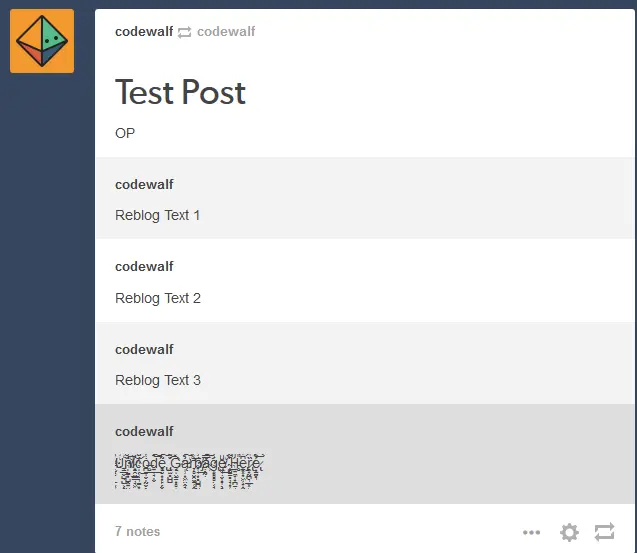 codewalf codewalf
Test Post
OP
codewalf
Reblog Text 1
codewalf
Reblog Text 2
codewalf
Reblog Text 3
codewalf
Unicode Garbage Here
7 notes